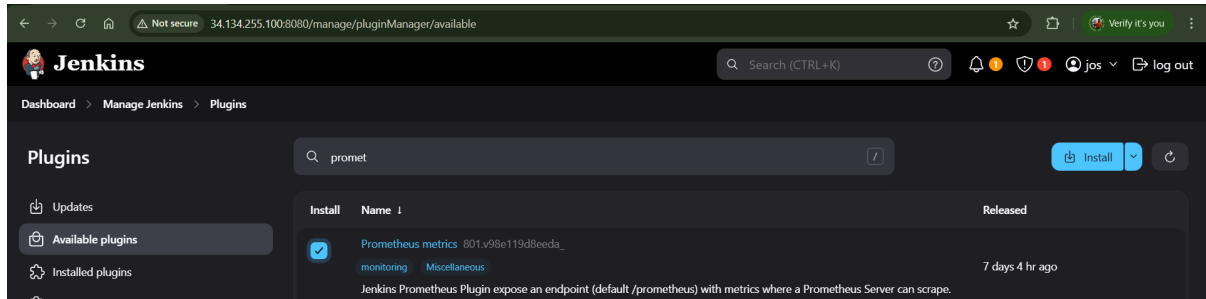 Not secure 34.134.255.100:8080/manage/pluginManager/available Verify it's you
Jenkins Search (CTRL+K) 1 1 jos log out
Dashboard > Manage Jenkins > Plugins
Plugins promet / Install
Updates Install Name ↓ Released
Available plugins Prometheus metrics 801.v98e119d8eeda_
Installed plugins monitoring Miscellaneous 7 days 4 hr ago
Jenkins Prometheus Plugin expose an endpoint (default /prometheus) with metrics where a Prometheus Server can scrape.